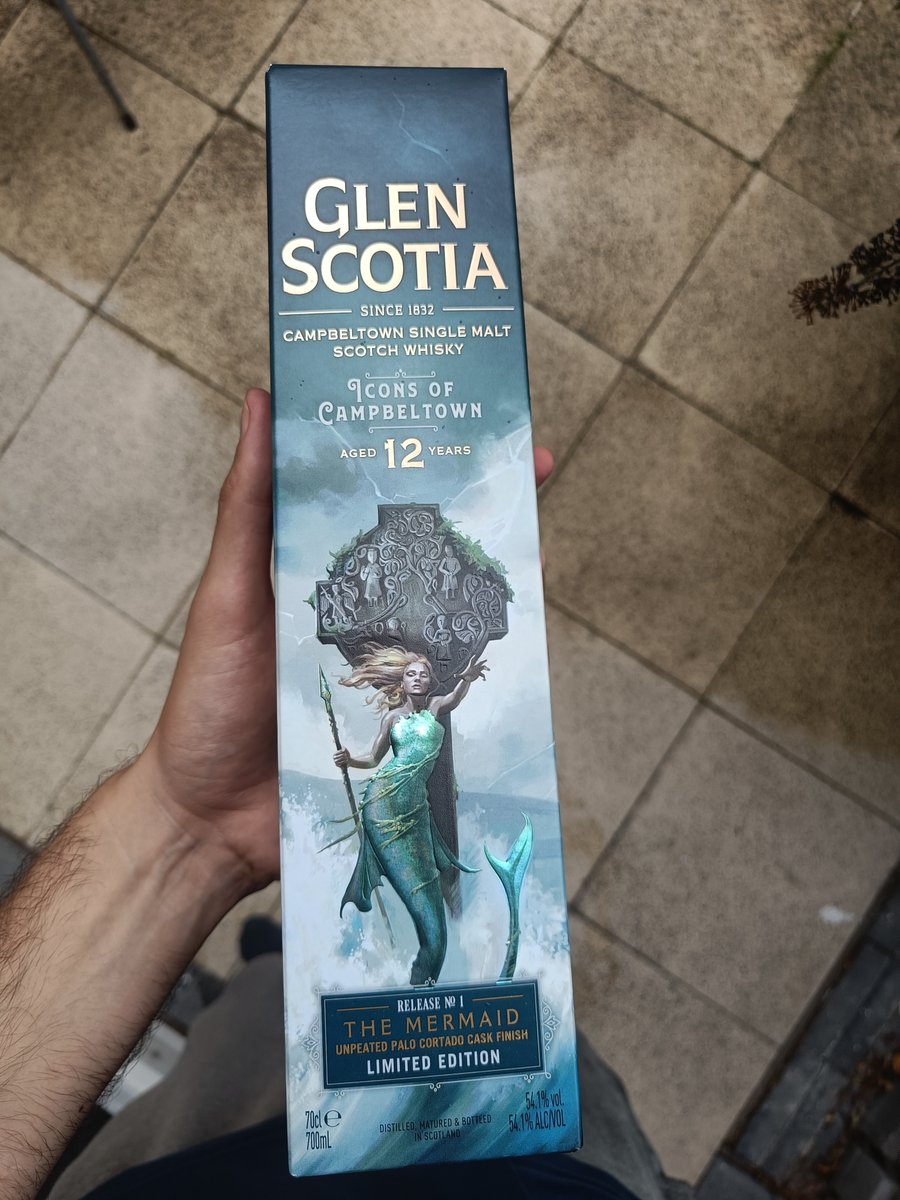 GLEN
SCOTIA
SINCE 1832
CAMPBELTOWN SINGLE MALT
SCOTCH WHISKY
ICONS OF
CAMPBELTOWN
AGED 12 YEARS
RELEASE Nº 1
THE MERMAID
UNPEATED PALO CORTADO CASK FINISH
LIMITED EDITION
70cl ℮
700mL
DISTILLED, MATURED & BOTTLED
IN SCOTLAND
54.1% vol.
54.1% ALC/VOL